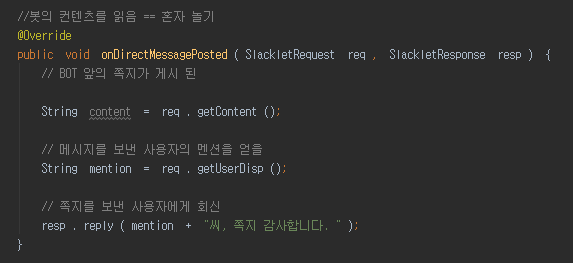 //봇의 컨텐츠를 읽음 == 혼자 놀기
@Override
public void onDirectMessagePosted ( SlackletRequest req , SlackletResponse resp ) {
// BOT 앞의 쪽지가 게시 된
String content = req . getContent ();
// 메시지를 보낸 사용자의 멘션을 얻을
String mention = req . getUserDisp ();
// 쪽지를 보낸 사용자에게 회신
resp . reply ( mention + "씨, 쪽지 감사합니다. " );
}